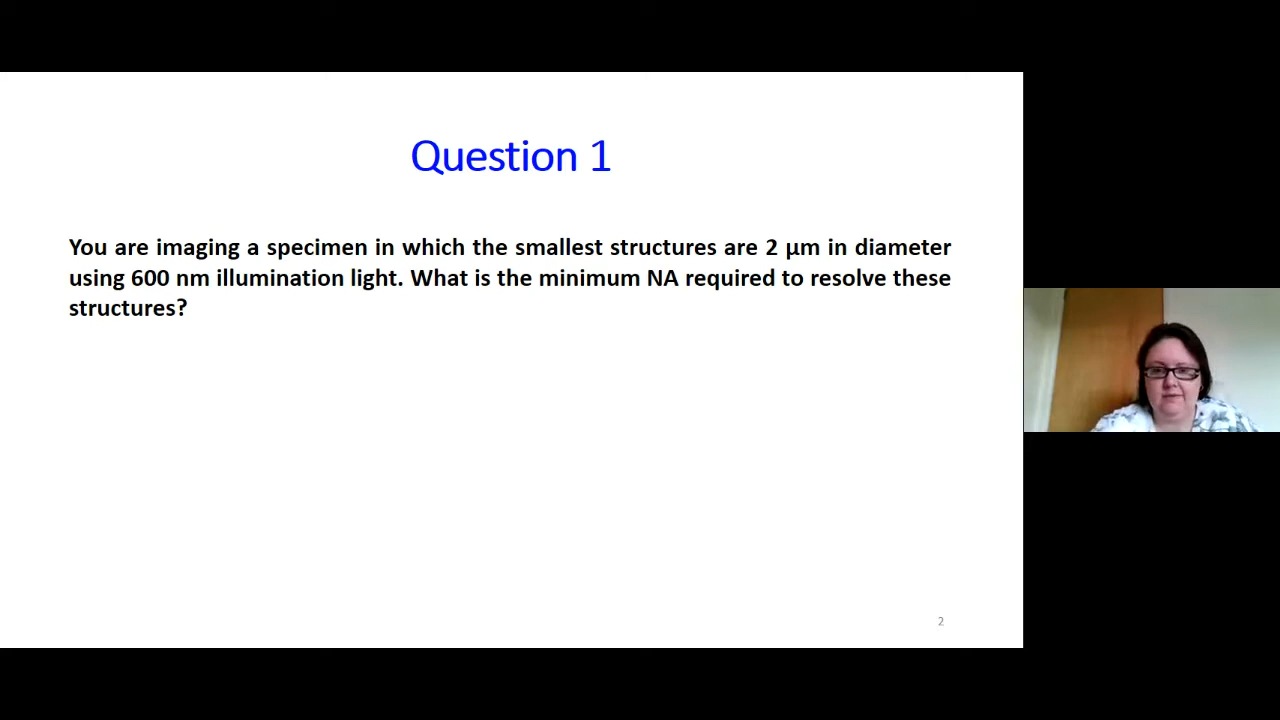 Question 1
You are imaging a specimen in which the smallest structures are 2 µm in diameter
using 600 nm illumination light. What is the minimum NA required to resolve these
structures?
2